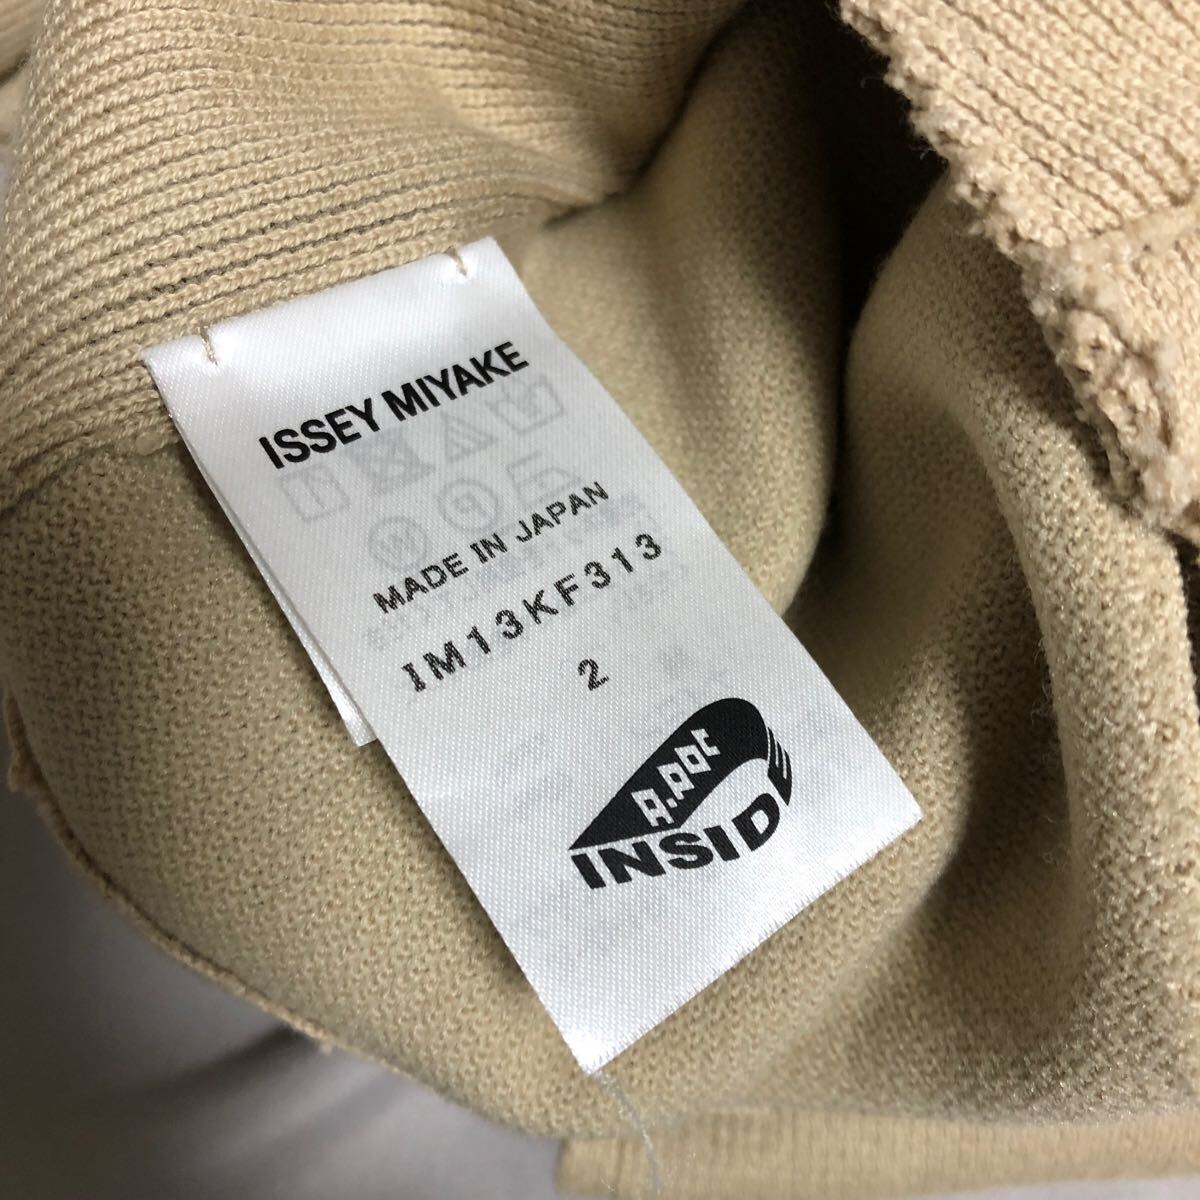 ISSEY MIYAKE
MADE IN JAPAN
IM13KF313
2
A.POC
INSIDE